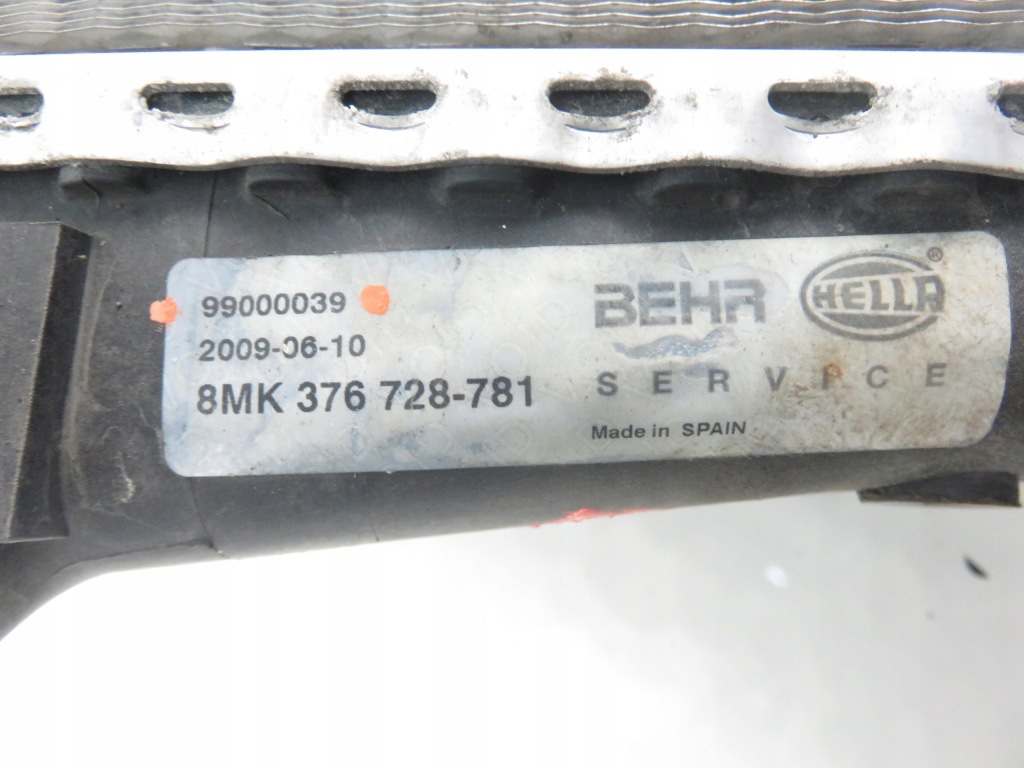 99000039
2009-06-10
8MK 376 728-781
BEHR HELLA ®
SERVICE
Made in SPAIN